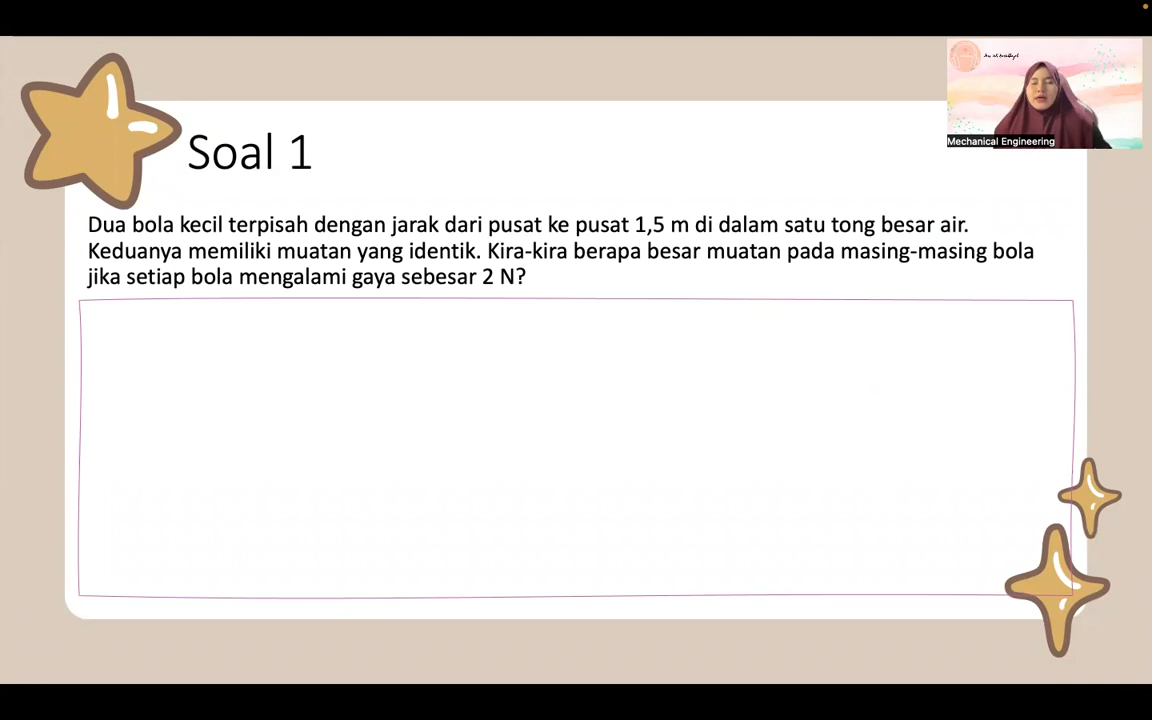 Soal 1
Dua bola kecil terpisah dengan jarak dari pusat ke pusat 1,5 m di dalam satu tong besar air.
Keduanya memiliki muatan yang identik. Kira-kira berapa besar muatan pada masing-masing bola
jika setiap bola mengalami gaya sebesar 2 N?
Mechanical Engineering